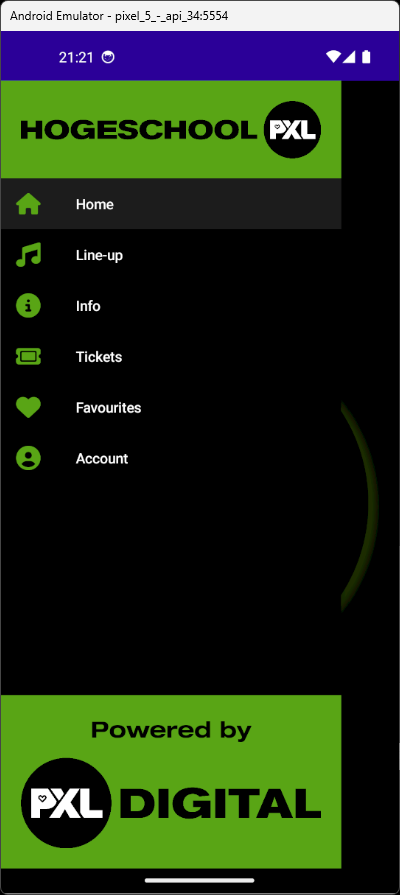 Android Emulator - pixel_5_-_api_34:5554
21:21
HOGESCHOOL PXL
Home
Line-up
Info
Tickets
Favourites
Account
Powered by
PXL DIGITAL